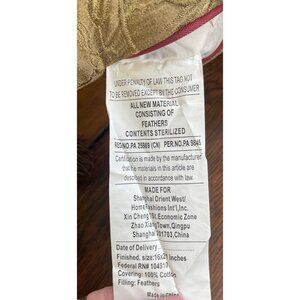 UNDER PENALTY OF LAW THIS TAG NOT
TO BE REMOVED EXCEPT BY THE CONSUMER
ALL NEW MATERIAL
CONSISTING OF
FEATHERS
CONTENTS STERILIZED
REG.NO.PA 25989 (CN) PER.NO.PA 9845
Certification is made by the manufacturer
that the materials in this article are
described in accordance with law.
MADE FOR
Shanghai Orient West/
Home Fashions Int'l,Inc.
Xin Cheng Economic Zone
Zhao Xiang Town,Qingpu
Shanghai 201703,China
Date of Delivery
Finished, size:16x21 Inches
Federal RN# 10491
Covering: 100% Cotton
Filling: Feathers
Made in China